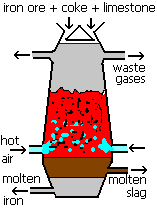 iron ore + coke + limestone
waste
gases
hot
air
molten
iron
molten
slag